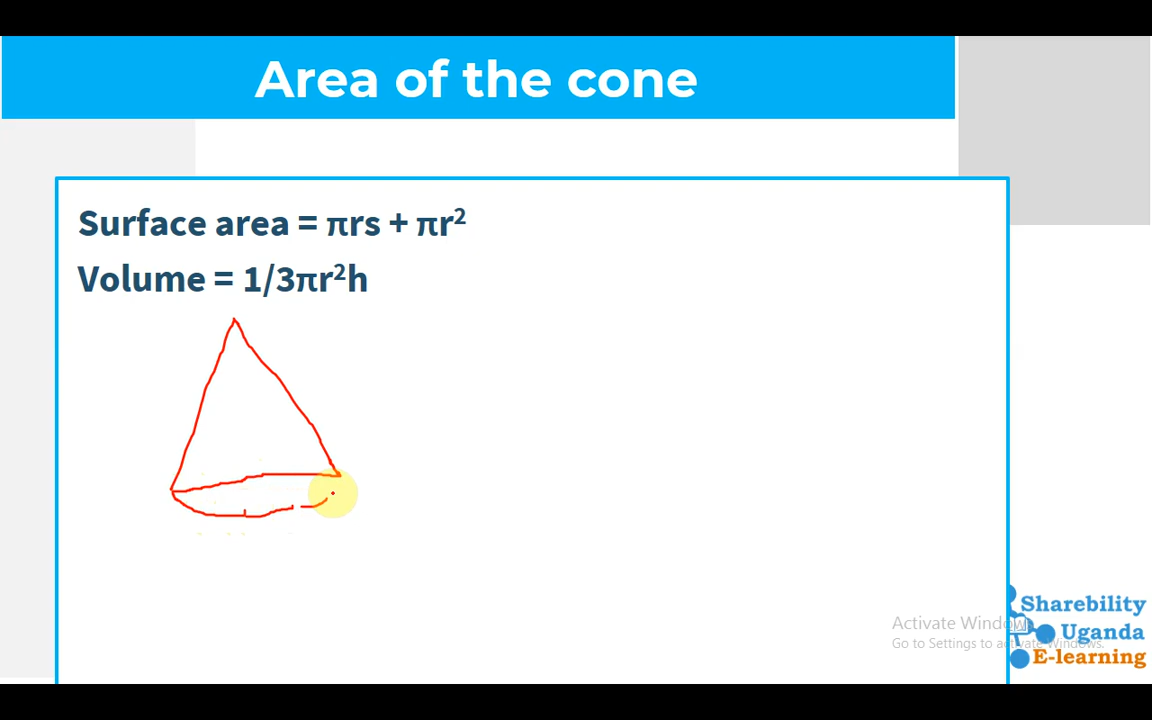 Area of the cone
Surface area = πrs + πr²
Volume = 1/3πr²h
Activate Windows
Go to Settings to activate Windows.
Sharebility
Uganda
E-learning